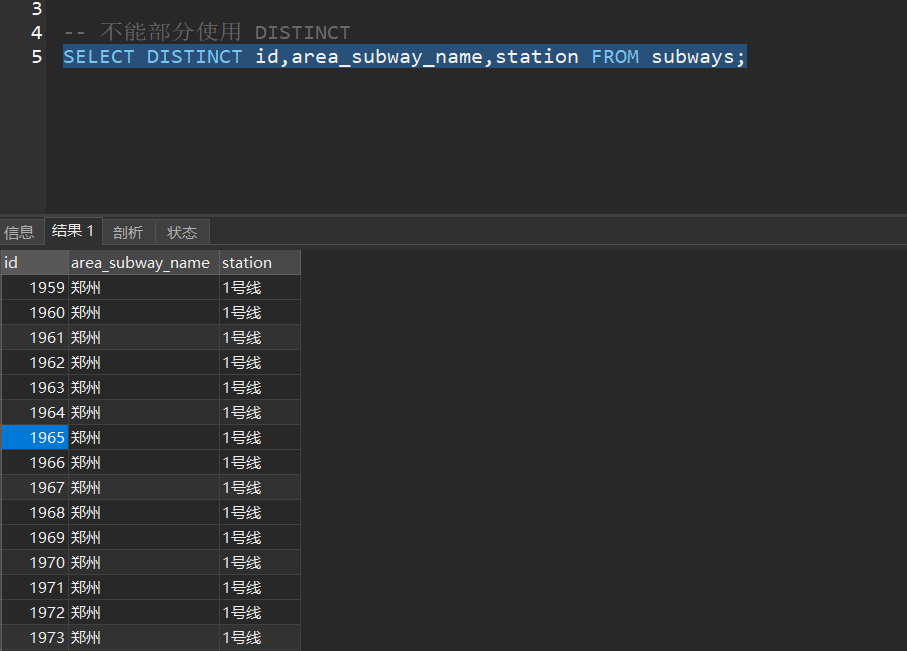 3
4 -- 不能部分使用 DISTINCT
5 SELECT DISTINCT id,area_subway_name,station FROM subways;
信息 结果 1 剖析 状态
id area_subway_name station
1959 郑州 1号线
1960 郑州 1号线
1961 郑州 1号线
1962 郑州 1号线
1963 郑州 1号线
1964 郑州 1号线
1965 郑州 1号线
1966 郑州 1号线
1967 郑州 1号线
1968 郑州 1号线
1969 郑州 1号线
1970 郑州 1号线
1971 郑州 1号线
1972 郑州 1号线
1973 郑州 1号线